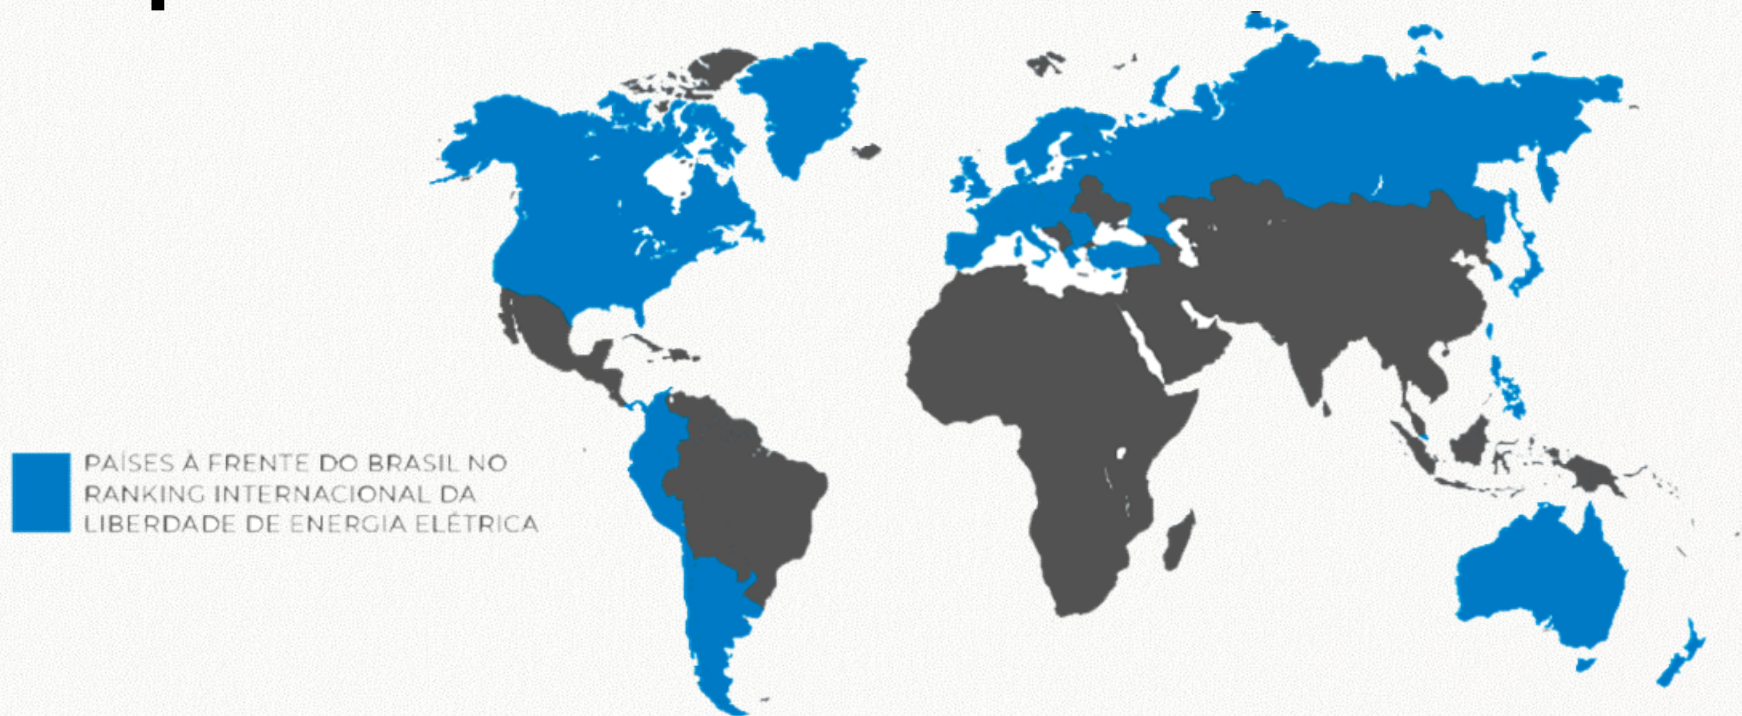 PAÍSES À FRENTE DO BRASIL NO
RANKING INTERNACIONAL DA
LIBERDADE DE ENERGIA ELÉTRICA